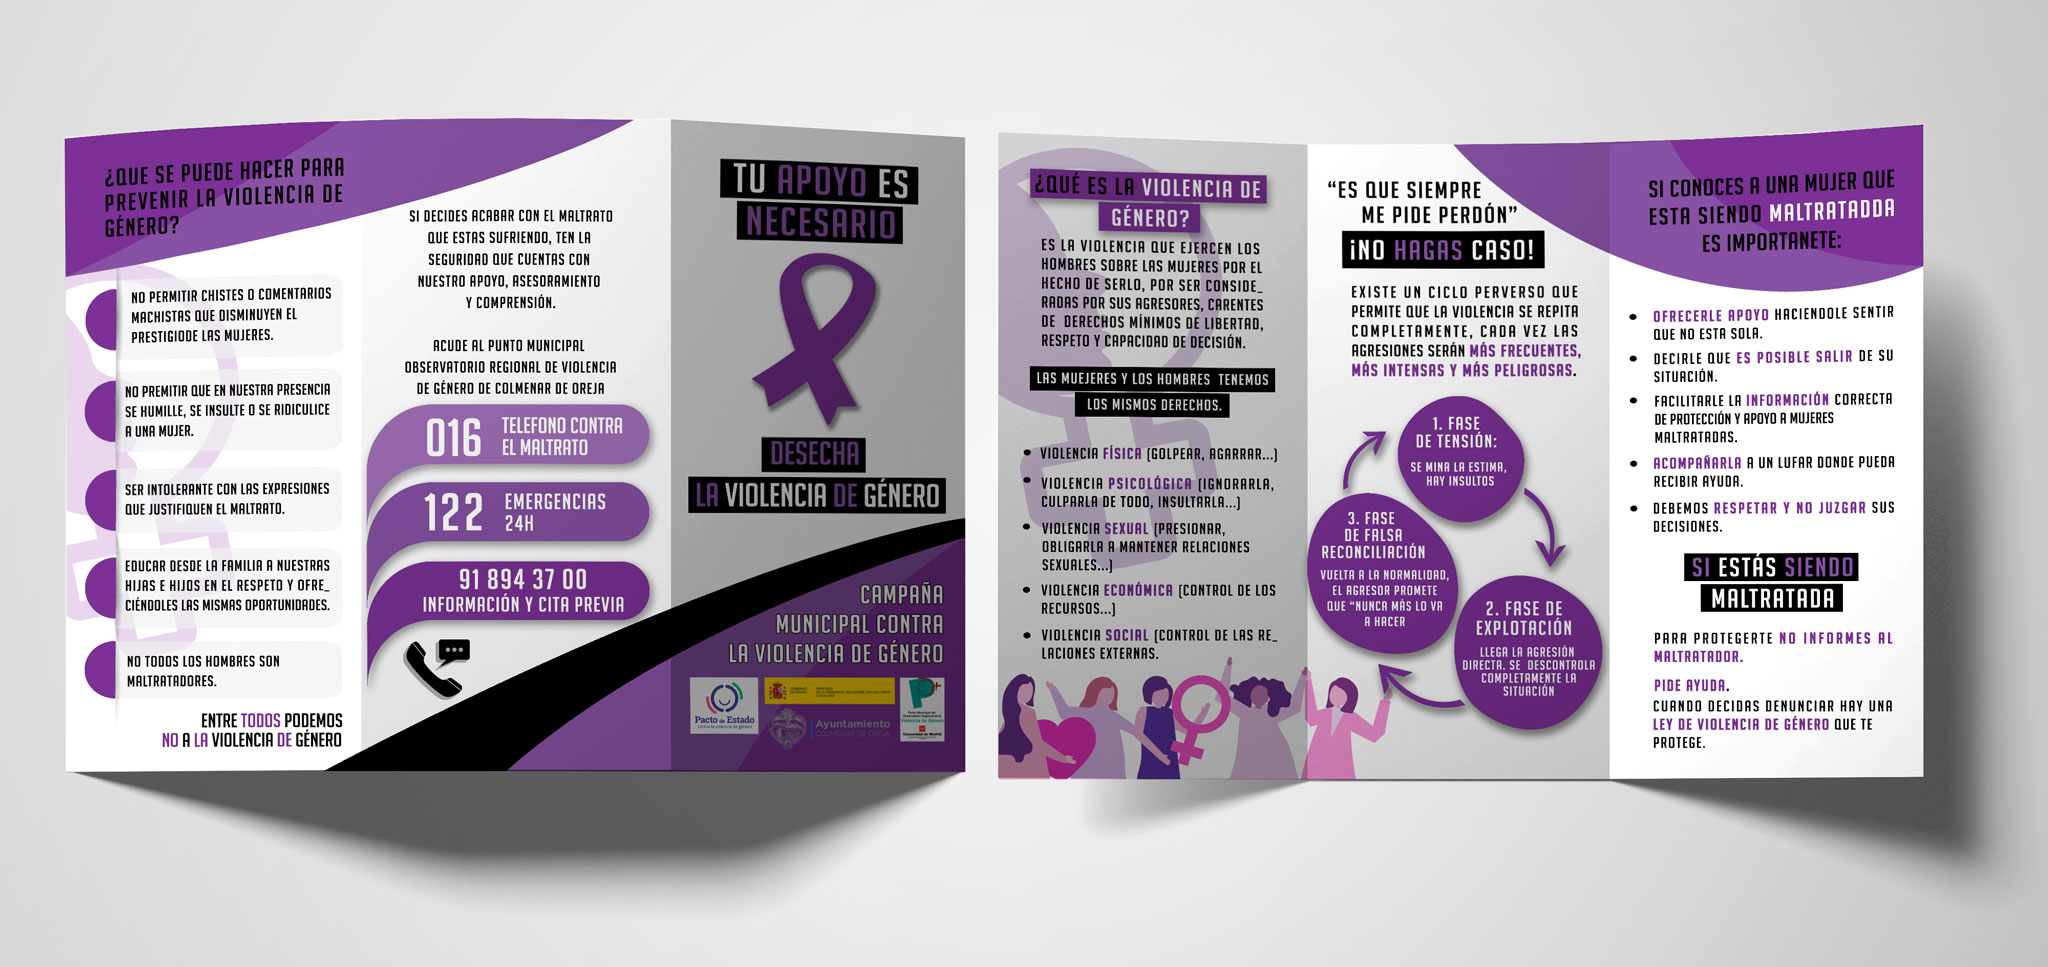 ¿QUE SE PUEDE HACER PARA
PREVENIR LA VIOLENCIA DE
GÉNERO?
NO PERMITIR CHISTES O COMENTARIOS
MACHISTAS QUE DISMINUYEN EL
PRESTIGIODE LAS MUJERES.
NO PREMITIR QUE EN NUESTRA PRESENCIA
SE HUMILLE, SE INSULTE O SE RIDICULICE
A UNA MUJER.
SER INTOLERANTE CON LAS EXPRESIONES
QUE JUSTIFIQUEN EL MALTRATO.
EDUCAR DESDE LA FAMILIA A NUESTRAS
HIJAS E HIJOS EN EL RESPETO Y OFRE_
CIÉNDOLES LAS MISMAS OPORTUNIDADES.
NO TODOS LOS HOMBRES SON
MALTRATADORES.
ENTRE TODOS PODEMOS
NO A LA VIOLENCIA DE GÉNERO
SI DECIDES ACABAR CON EL MALTRATO
QUE ESTAS SUFRIENDO, TEN LA
SEGURIDAD QUE CUENTAS CON
NUESTRO APOYO, ASESORAMIENTO
Y COMPRENSIÓN.
ACUDE AL PUNTO MUNICIPAL
OBSERVATORIO REGIONAL DE VIOLENCIA
DE GÉNERO DE COLMENAR DE OREJA
016 TELEFONO CONTRA
EL MALTRATO
122 EMERGENCIAS
24H
91 894 37 00
INFORMACIÓN Y CITA PREVIA
TU APOYO ES
NECESARIO
DESECHA
LA VIOLENCIA DE GÉNERO
CAMPAÑA
MUNICIPAL CONTRA
LA VIOLENCIA DE GÉNERO
Pacto de Estado
contra la violencia de género
GOBIERNO
DE ESPAÑA
Ayuntamiento
COLMENAR DE OREJA
Violencia de Género
Comunidad de Madrid
¿QUÉ ES LA VIOLENCIA DE
GÉNERO?
ES LA VIOLENCIA QUE EJERCEN LOS
HOMBRES SOBRE LAS MUJERES POR EL
HECHO DE SERLO, POR SER CONSIDE_
RADAS POR SUS AGRESORES, CARENTES
DE DERECHOS MÍNIMOS DE LIBERTAD,
RESPETO Y CAPACIDAD DE DECISIÓN.
LAS MUEJERES Y LOS HOMBRES TENEMOS
LOS MISMOS DERECHOS.
• VIOLENCIA FÍSICA (GOLPEAR, AGARRAR...)
• VIOLENCIA PSICOLÓGICA (IGNORARLA,
CULPARLA DE TODO, INSULTARLA...)
• VIOLENCIA SEXUAL (PRESIONAR,
OBLIGARLA A MANTENER RELACIONES
SEXUALES...)
• VIOLENCIA ECONÓMICA (CONTROL DE LOS
RECURSOS...)
• VIOLENCIA SOCIAL (CONTROL DE LAS RE_
LACIONES EXTERNAS.
"ES QUE SIEMPRE
ME PIDE PERDÓN"
¡NO HAGAS CASO!
EXISTE UN CICLO PERVERSO QUE
PERMITE QUE LA VIOLENCIA SE REPITA
COMPLETAMENTE, CADA VEZ LAS
AGRESIONES SERÁN MÁS FRECUENTES,
MÁS INTENSAS Y MÁS PELIGROSAS.
1. FASE
DE TENSIÓN:
SE MINA LA ESTIMA,
HAY INSULTOS
2. FASE DE
EXPLOTACIÓN
LLEGA LA AGRESIÓN
DIRECTA. SE DESCONTROLA
COMPLETAMENTE LA
SITUACIÓN
3. FASE
DE FALSA
RECONCILIACIÓN
VUELTA A LA NORMALIDAD,
EL AGRESOR PROMETE
QUE "NUNCA MÁS LO VA
A HACER
SI CONOCES A UNA MUJER QUE
ESTA SIENDO MALTRATADDA
ES IMPORTANETE:
• OFRECERLE APOYO HACIENDOLE SENTIR
QUE NO ESTA SOLA.
• DECIRLE QUE ES POSIBLE SALIR DE SU
SITUACIÓN.
• FACILITARLE LA INFORMACIÓN CORRECTA
DE PROTECCIÓN Y APOYO A MUJERES
MALTRATADAS.
• ACOMPAÑARLA A UN LUFAR DONDE PUEDA
RECIBIR AYUDA.
• DEBEMOS RESPETAR Y NO JUZGAR SUS
DECISIONES.
SI ESTÁS SIENDO
MALTRATADA
PARA PROTEGERTE NO INFORMES AL
MALTRATADOR.
PIDE AYUDA.
CUANDO DECIDAS DENUNCIAR HAY UNA
LEY DE VIOLENCIA DE GÉNERO QUE TE
PROTEGE.